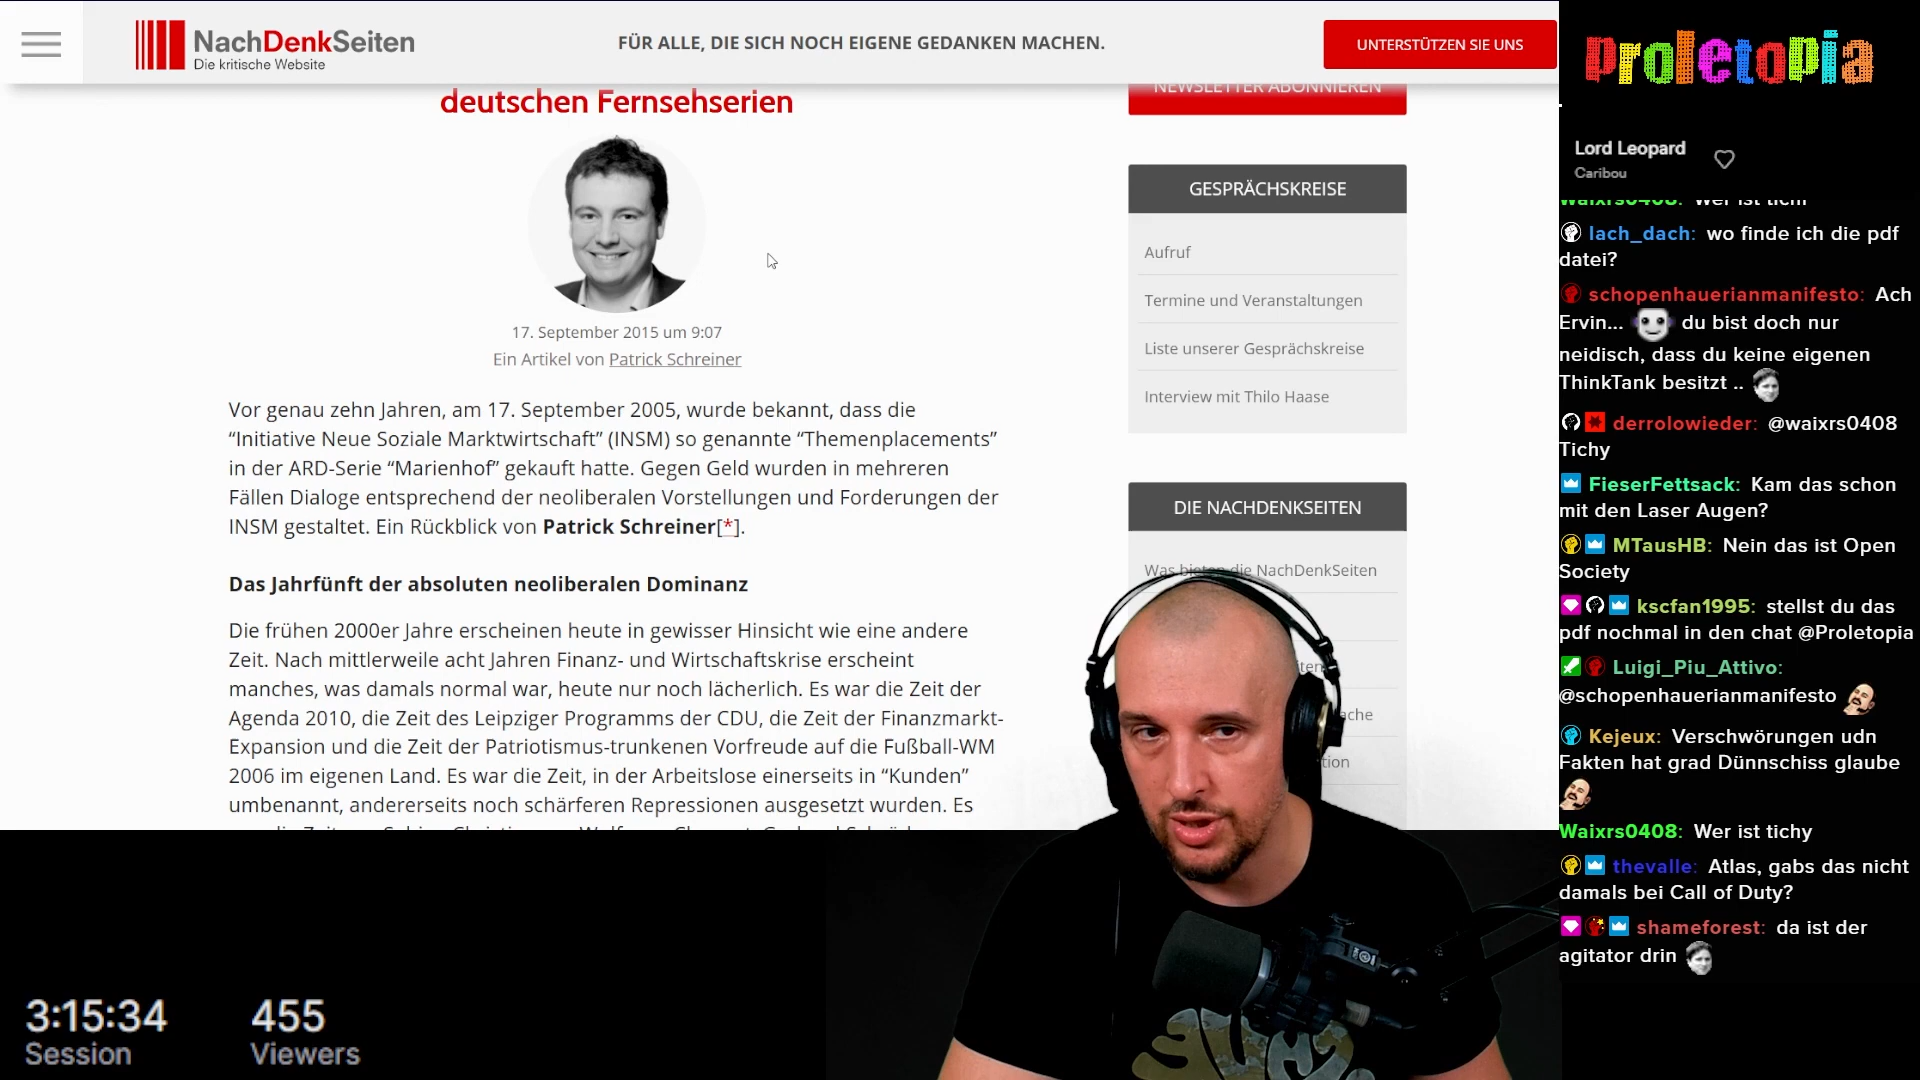 NachDenkSeiten
Die kritische Website
FÜR ALLE, DIE SICH NOCH EIGENE GEDANKEN MACHEN.
UNTERSTÜTZEN SIE UNS
deutschen Fernsehserien
17. September 2015 um 9:07
Ein Artikel von Patrick Schreiner
Vor genau zehn Jahren, am 17. September 2005, wurde bekannt, dass die
“Initiative Neue Soziale Marktwirtschaft” (INSM) so genannte “Themenplacements”
in der ARD-Serie “Marienhof” gekauft hatte. Gegen Geld wurden in mehreren
Fällen Dialoge entsprechend der neoliberalen Vorstellungen und Forderungen der
INSM gestaltet. Ein Rückblick von Patrick Schreiner[*].
Das Jahrfünft der absoluten neoliberalen Dominanz
Die frühen 2000er Jahre erscheinen heute in gewisser Hinsicht wie eine andere
Zeit. Nach mittlerweile acht Jahren Finanz- und Wirtschaftskrise erscheint
manches, was damals normal war, heute nur noch lächerlich. Es war die Zeit der
Agenda 2010, die Zeit des Leipziger Programms der CDU, die Zeit der Finanzmarkt-
Expansion und die Zeit der Patriotismus-trunkenen Vorfreude auf die Fußball-WM
2006 im eigenen Land. Es war die Zeit, in der Arbeitslose einerseits in “Kunden”
umbenannt, andererseits noch schärferen Repressionen ausgesetzt wurden. Es
NEWSLETTER ABONNIEREN
GESPRÄCHSKREISE
Aufruf
Termine und Veranstaltungen
Liste unserer Gesprächskreise
Interview mit Thilo Haase
DIE NACHDENKSEITEN
Was bieten die NachDenkSeiten
iten
ache
tion
3:15:34
Session
455
Viewers
Proletopia
Lord Leopard
Caribou
Waixrs0408: Wer ist tichi
lach_dach: wo finde ich die pdf
datei?
schopenhauerianmanifesto: Ach
Ervin... du bist doch nur
neidisch, dass du keine eigenen
ThinkTank besitzt ..
derrolowieder: @waixrs0408
Tichy
FieserFettsack: Kam das schon
mit den Laser Augen?
MTausHB: Nein das ist Open
Society
kscfan1995: stellst du das
pdf nochmal in den chat @Proletopia
Luigi_Piu_Attivo:
@schopenhauerianmanifesto
Kejeux: Verschwörungen udn
Fakten hat grad Dünnschiss glaube
Waixrs0408: Wer ist tichy
thevalle: Atlas, gabs das nicht
damals bei Call of Duty?
shameforest: da ist der
agitator drin